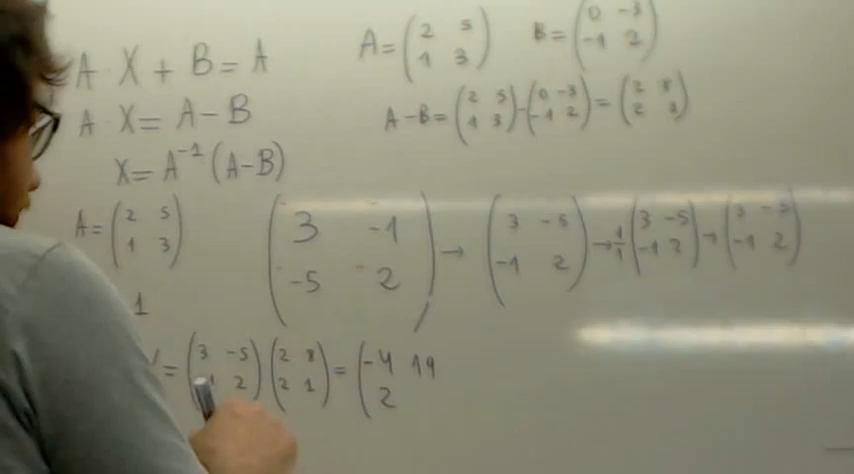 A · X + B = A
A · X = A - B
X = A^-1 (A - B)
A = (2 5; 1 3) B = (0 -3; -1 2)
A - B = (2 5; 1 3) - (0 -3; -1 2) = (2 8; 2 1)
A = (2 5; 1 3)
1
(3 -1; -5 2) → (3 -5; -1 2) → 1/1 (3 -5; -1 2) → (3 -5; -1 2)
= (3 -5; 1 2) (2 8; 2 1) = (-4 19; 2